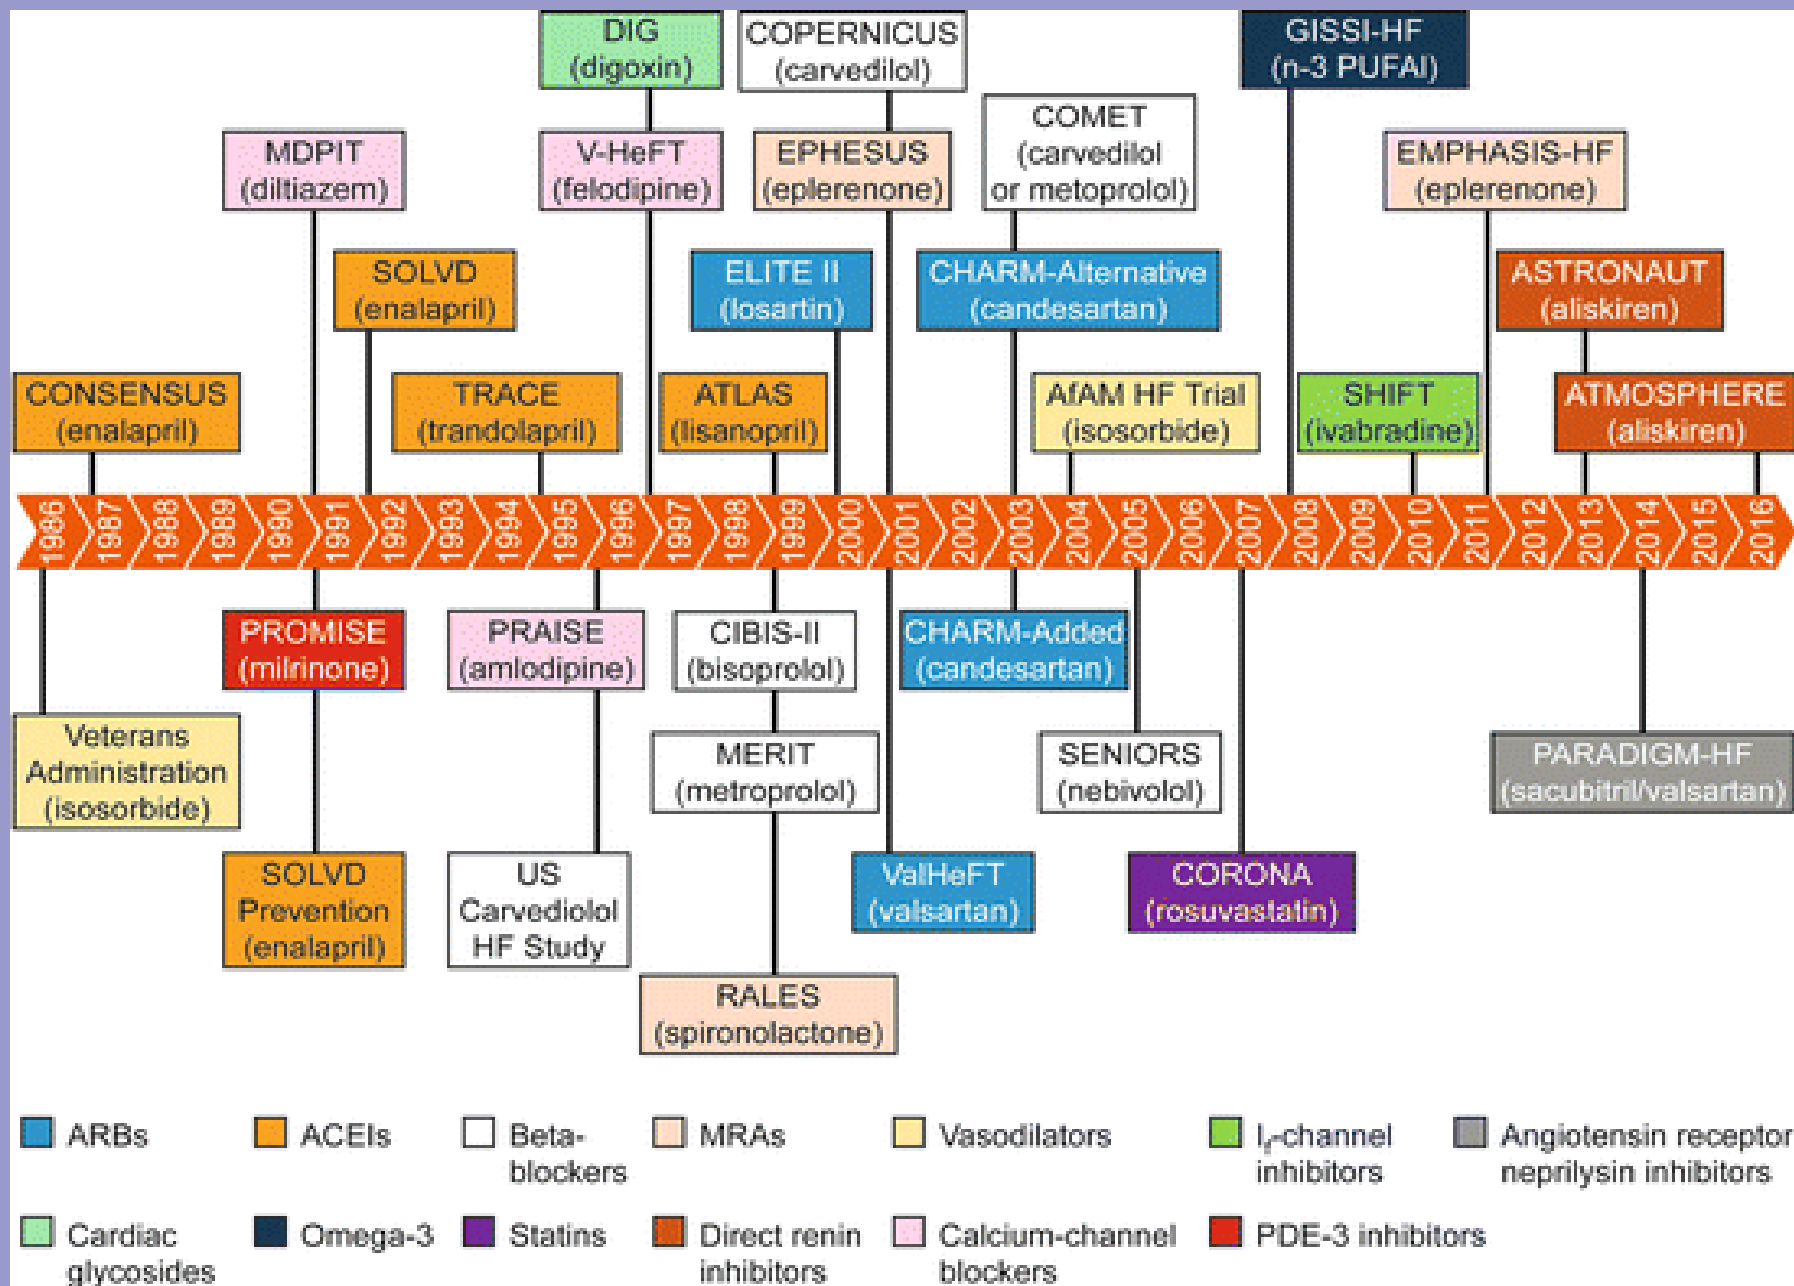 DIG
(digoxin)
COPERNICUS
(carvedilol)
GISSI-HF
(n-3 PUFAI)
MDPIT
(diltiazem)
V-HeFT
(felodipine)
EPHESUS
(eplerenone)
COMET
(carvedilol
or metoprolol)
EMPHASIS-HF
(eplerenone)
SOLVD
(enalapril)
ELITE II
(losartin)
CHARM-Alternative
(candesartan)
ASTRONAUT
(aliskiren)
CONSENSUS
(enalapril)
TRACE
(trandolapril)
ATLAS
(lisanopril)
AfAM HF Trial
(isosorbide)
SHIFT
(ivabradine)
ATMOSPHERE
(aliskiren)
1986
1987
1988
1989
1990
1991
1992
1993
1994
1995
1996
1997
1998
1999
2000
2001
2002
2003
2004
2005
2006
2007
2008
2009
2010
2011
2012
2013
2014
2015
2016
PROMISE
(milrinone)
PRAISE
(amlodipine)
CIBIS-II
(bisoprolol)
CHARM-Added
(candesartan)
Veterans
Administration
(isosorbide)
MERIT
(metroprolol)
SENIORS
(nebivolol)
PARADIGM-HF
(sacubitril/valsartan)
SOLVD
Prevention
(enalapril)
US
Carvediolol
HF Study
ValHeFT
(valsartan)
CORONA
(rosuvastatin)
RALES
(spironolactone)
ARBs
ACEIs
Beta-
blockers
MRAs
Vasodilators
If-channel
inhibitors
Angiotensin receptor
neprilysin inhibitors
Cardiac
glycosides
Omega-3
Statins
Direct renin
inhibitors
Calcium-channel
blockers
PDE-3 inhibitors